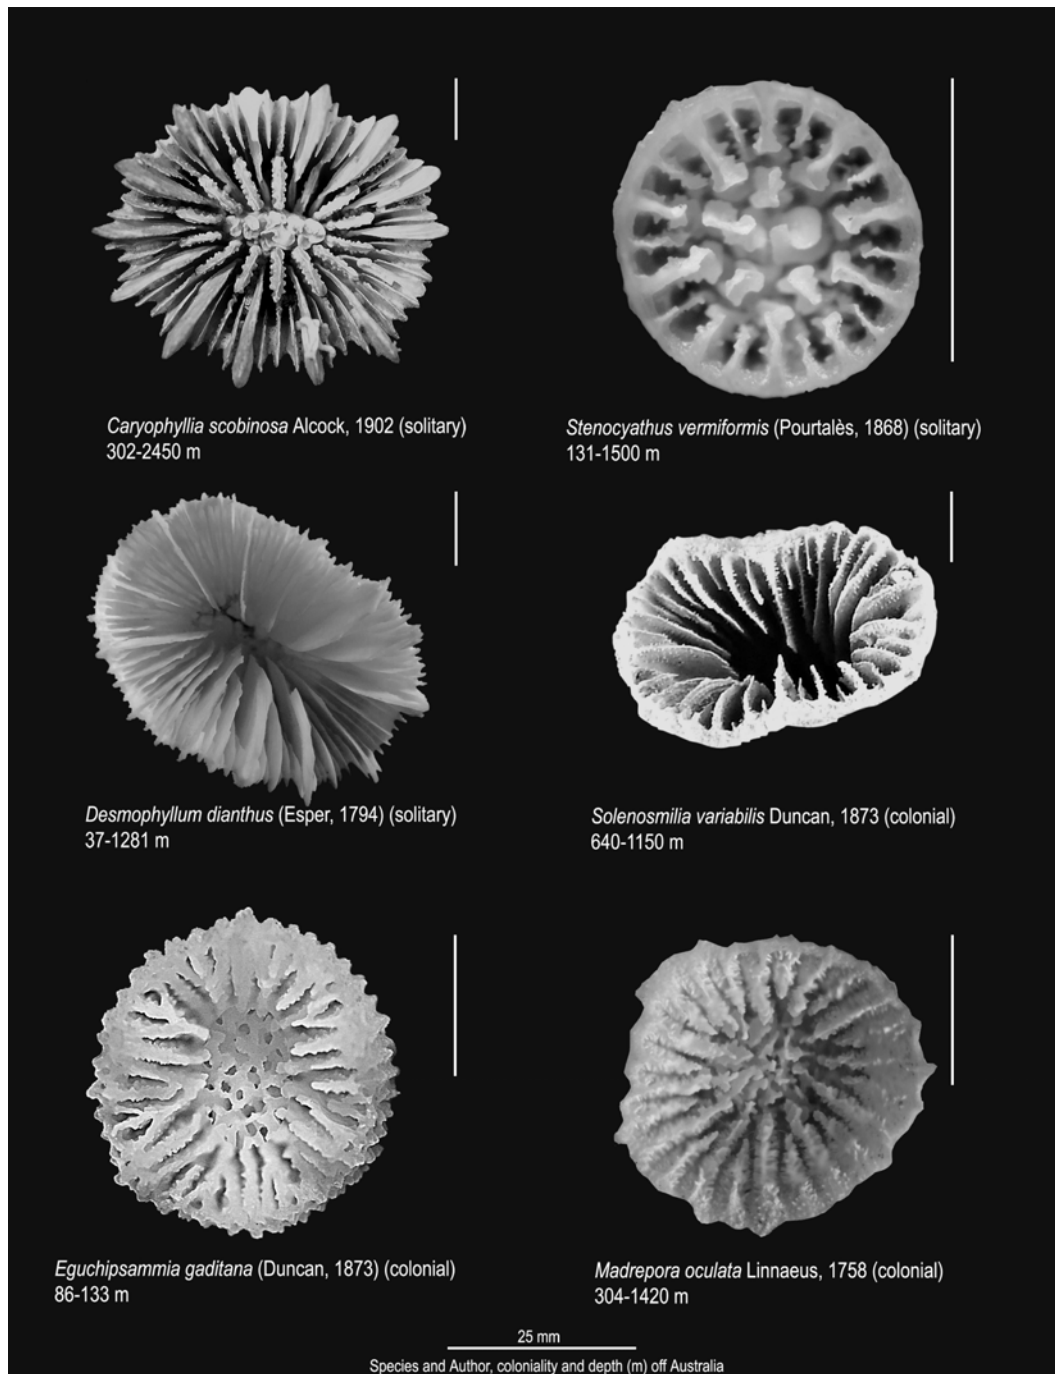 Caryophyllia scobinosa Alcock, 1902 (solitary)
302-2450 m
Stenocyathus vermiformis (Pourtalès, 1868) (solitary)
131-1500 m
Desmophyllum dianthus (Esper, 1794) (solitary)
37-1281 m
Solenosmilia variabilis Duncan, 1873 (colonial)
640-1150 m
Eguchipsammia gaditana (Duncan, 1873) (colonial)
86-133 m
Madrepora oculata Linnaeus, 1758 (colonial)
304-1420 m
25 mm
Species and Author, coloniality and depth (m) off Australia